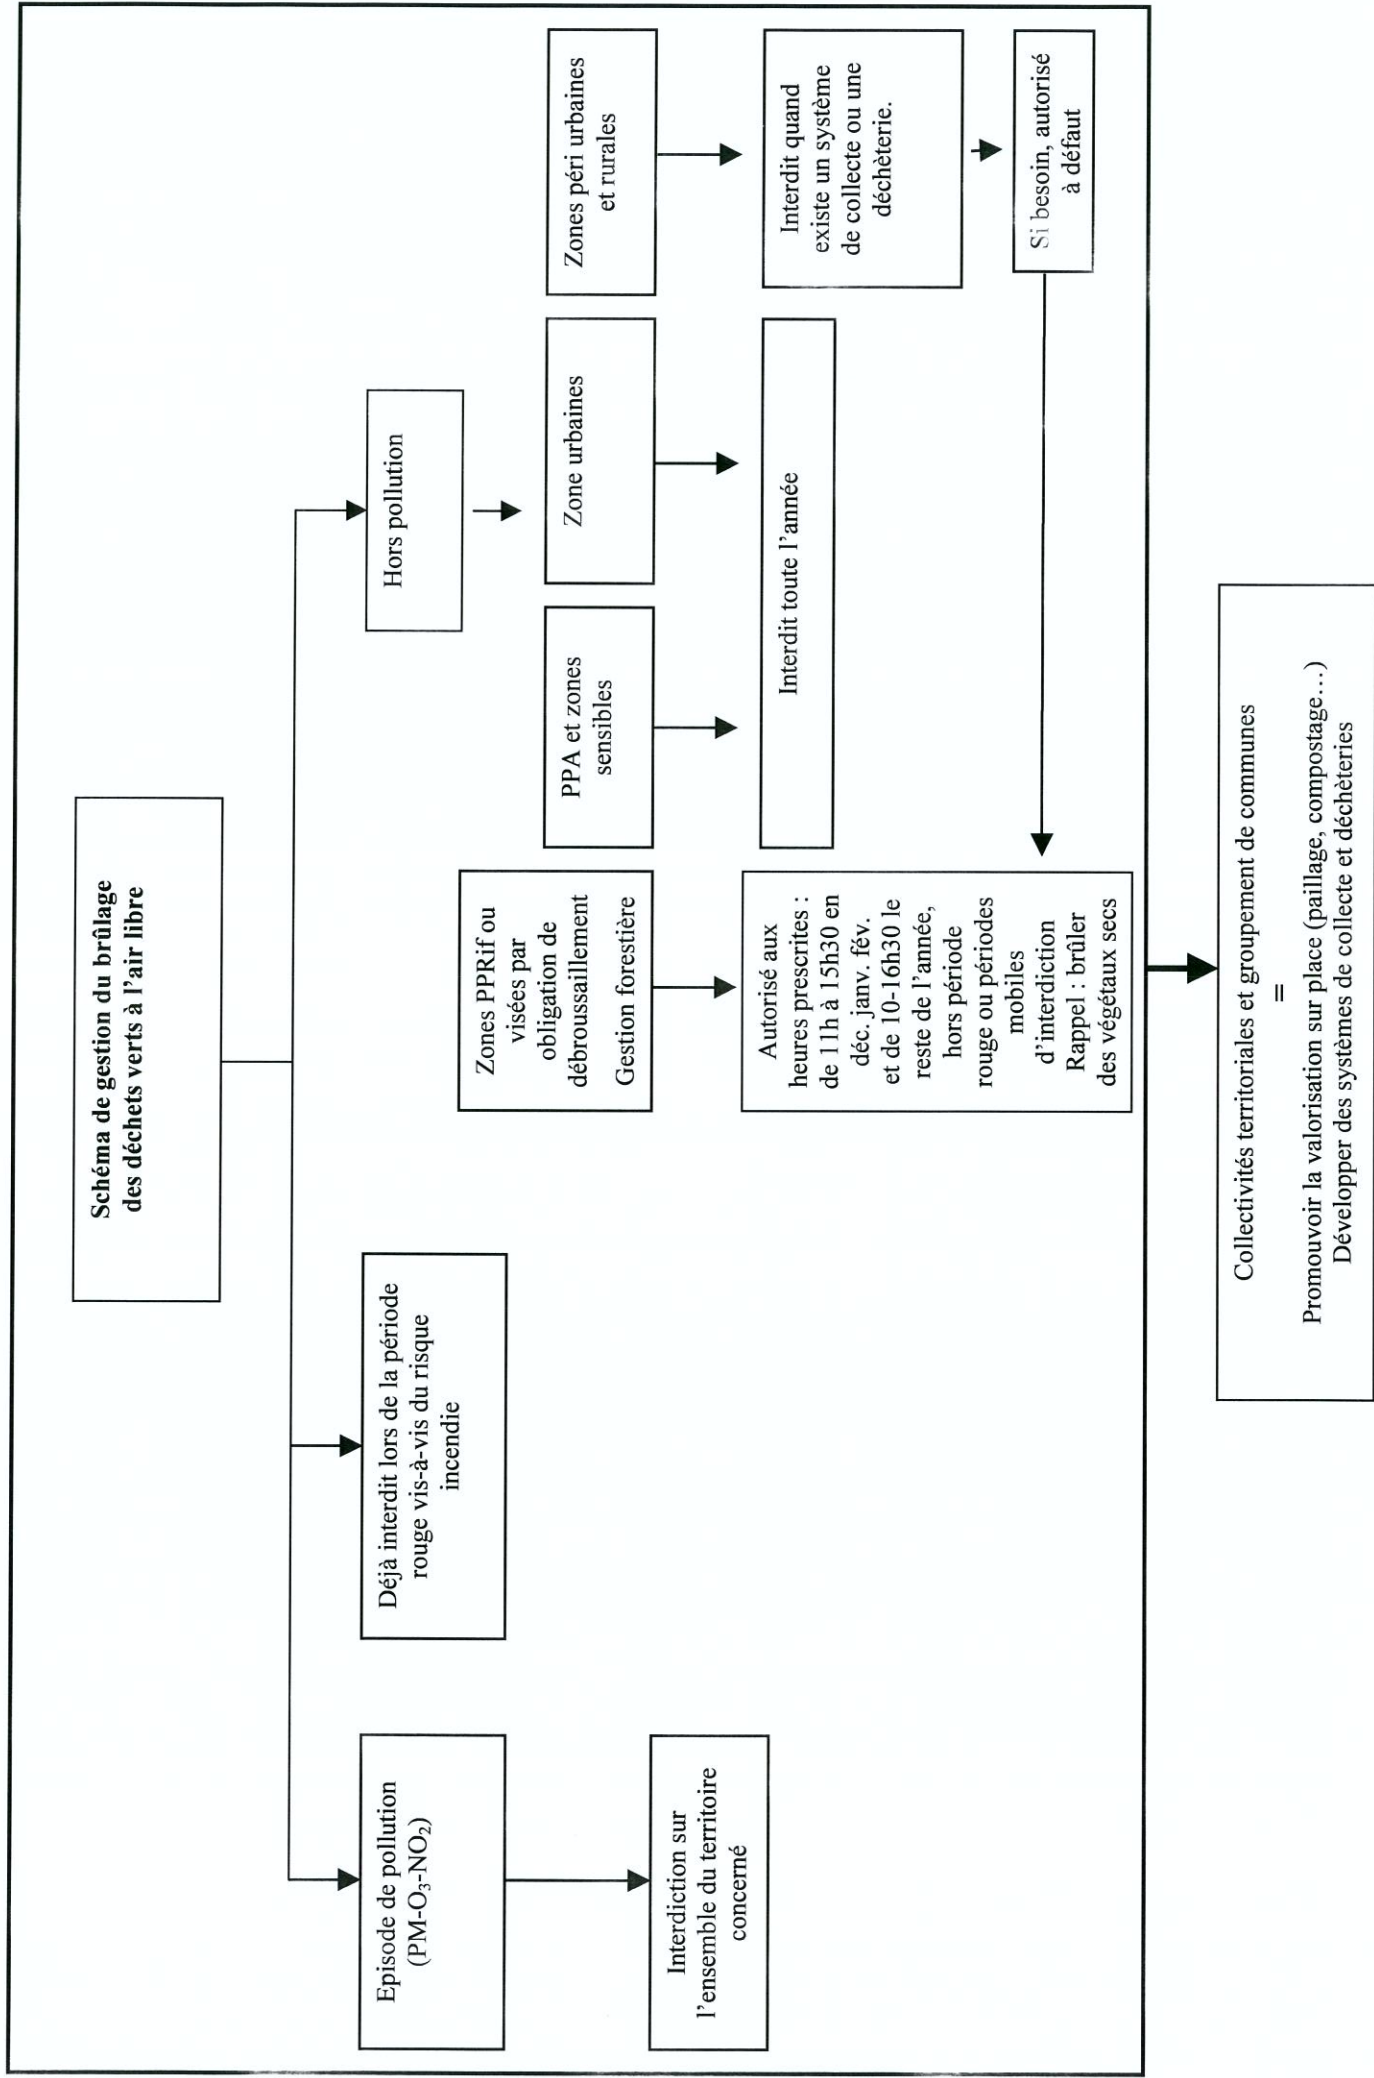 Schéma de gestion du brûlage
des déchets verts à l'air libre
Episode de pollution
(PM-O₃-NO₂)
Déjà interdit lors de la période
rouge vis-à-vis du risque
incendie
Hors pollution
Interdiction sur
l'ensemble du territoire
concerné
Zones PPRif ou
visées par
obligation de
débroussaillement
Gestion forestière
PPA et zones
sensibles
Zone urbaines
Zones péri urbaines
et rurales
Autorisé aux
heures prescrites :
de 11h à 15h30 en
déc. janv. fév.
et de 10-16h30 le
reste de l'année,
hors période
rouge ou périodes
mobiles
d'interdiction
Rappel : brûler
des végétaux secs
Interdit toute l'année
Interdit quand
existe un système
de collecte ou une
déchèterie.
Si besoin, autorisé
à défaut
Collectivités territoriales et groupement de communes
=
Promouvoir la valorisation sur place (paillage, compostage…)
Développer des systèmes de collecte et déchèteries